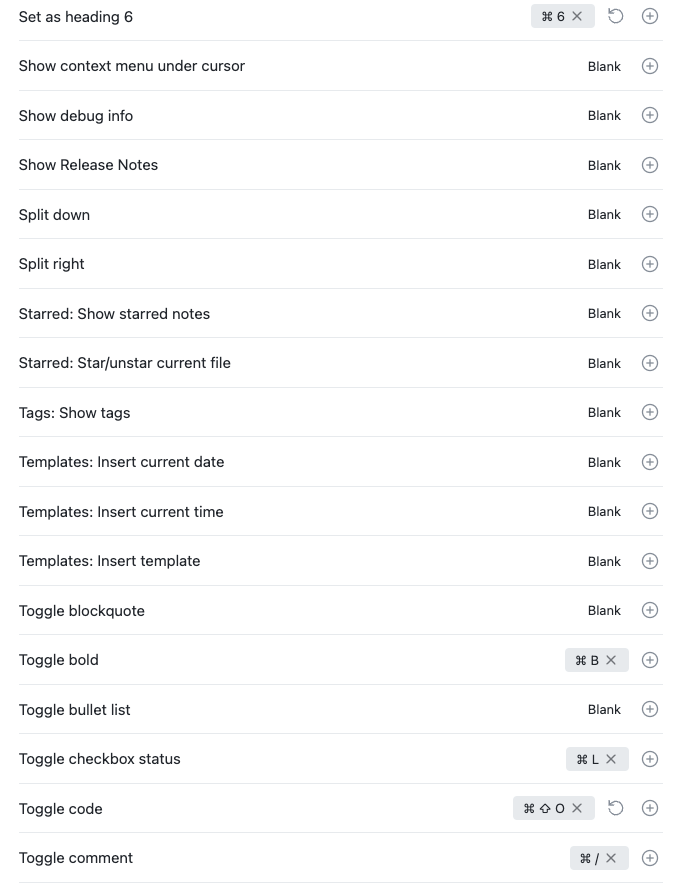 Set as heading 6 ⌘ 6
Show context menu under cursor Blank
Show debug info Blank
Show Release Notes Blank
Split down Blank
Split right Blank
Starred: Show starred notes Blank
Starred: Star/unstar current file Blank
Tags: Show tags Blank
Templates: Insert current date Blank
Templates: Insert current time Blank
Templates: Insert template Blank
Toggle blockquote Blank
Toggle bold ⌘ B
Toggle bullet list Blank
Toggle checkbox status ⌘ L
Toggle code ⌘ ⇧ O
Toggle comment ⌘ /